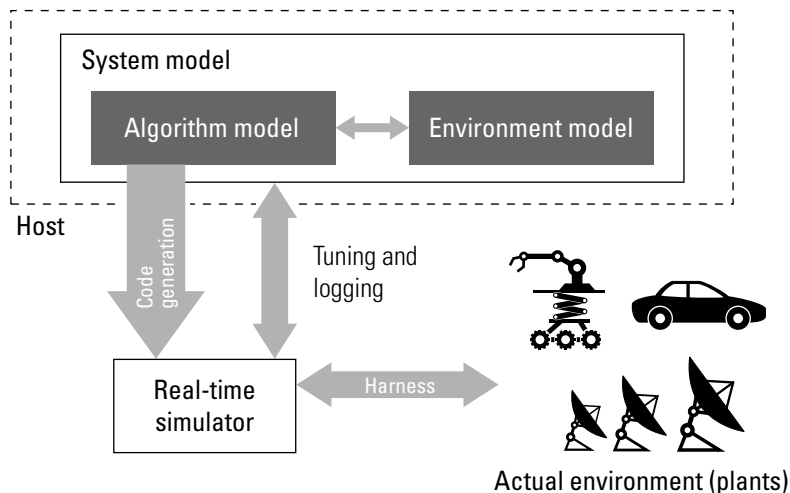 System model
Algorithm model
Environment model
Host
Code
generation
Tuning and
logging
Real-time
simulator
Harness
Actual environment (plants)